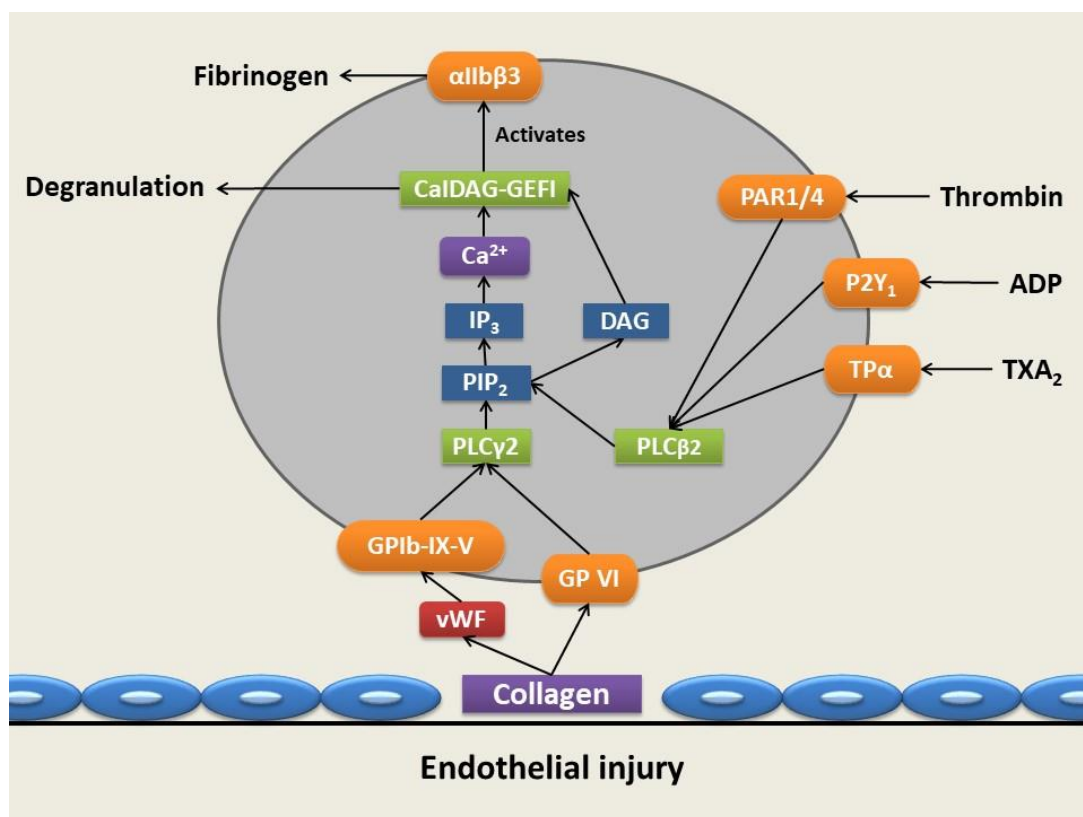 Fibrinogen
αIIbβ3
Activates
Degranulation
CalDAG-GEFI
PAR1/4
Thrombin
Ca²⁺
P2Y₁
ADP
IP₃
DAG
TPα
TXA₂
PIP₂
PLCγ2
PLCβ2
GPIb-IX-V
GP VI
vWF
Collagen
Endothelial injury